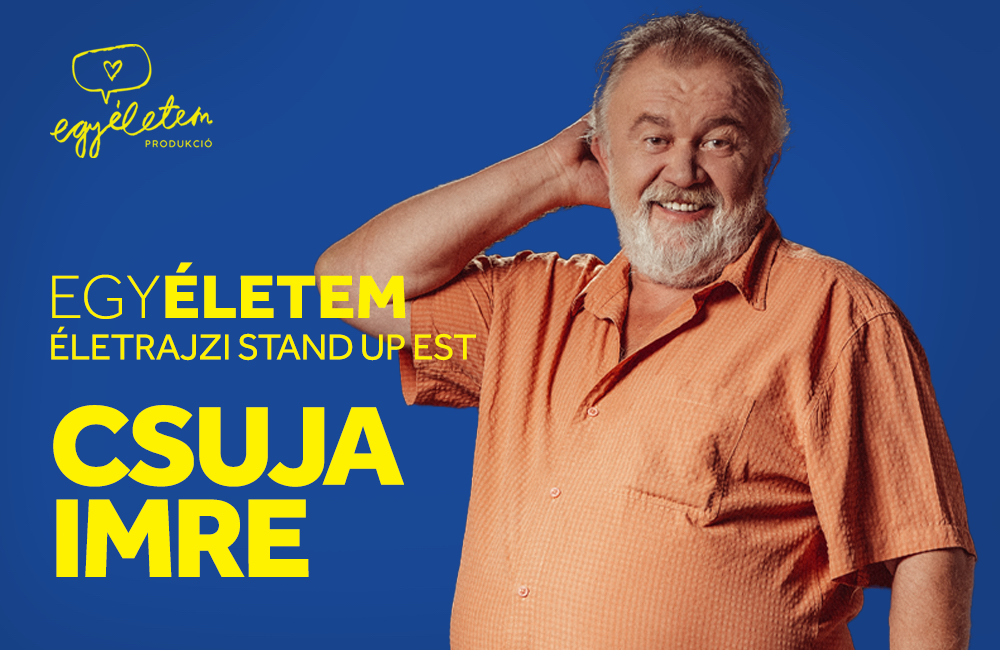 egyéletem
PRODUKCIÓ
EGYÉLETEM
ÉLETRAJZI STAND UP EST
CSUJA
IMRE